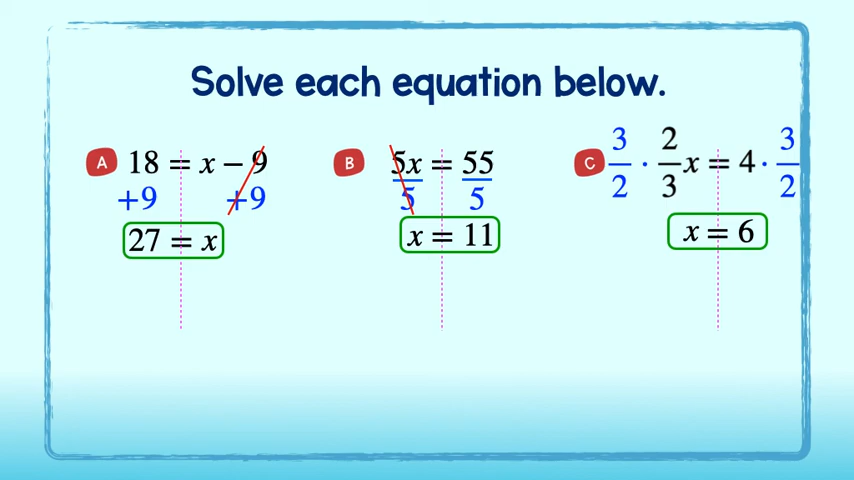 Solve each equation below.
A 18 = x − 9
+9 +9
27 = x
B 5x = 55
5 5
x = 11
C 3/2 · 2/3 x = 4 · 3/2
x = 6